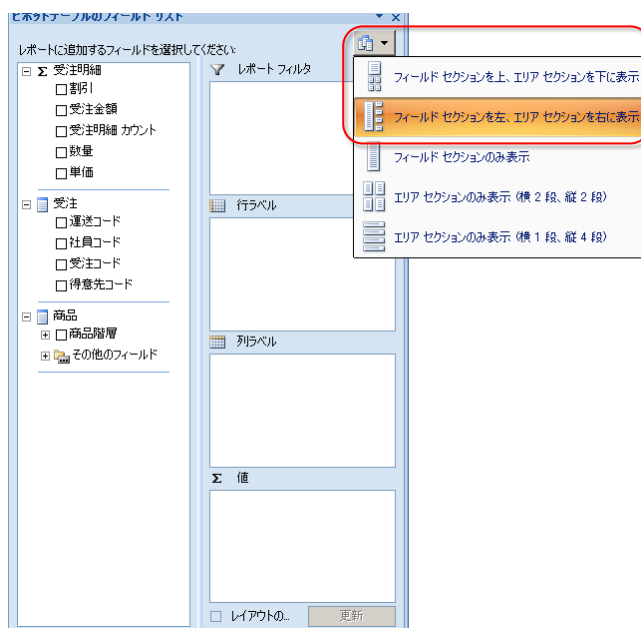 ピボットテーブルのフィールド リスト
レポートに追加するフィールドを選択してください:
Σ 受注明細
割引
受注金額
受注明細 カウント
数量
単価
受注
運送コード
社員コード
受注コード
得意先コード
商品
商品階層
その他のフィールド
レポート フィルタ
行ラベル
列ラベル
Σ 値
レイアウトの...
更新
フィールド セクションを上、エリア セクションを下に表示
フィールド セクションを左、エリア セクションを右に表示
フィールド セクションのみ表示
エリア セクションのみ表示 (横 2 段、縦 2 段)
エリア セクションのみ表示 (横 1 段、縦 4 段)